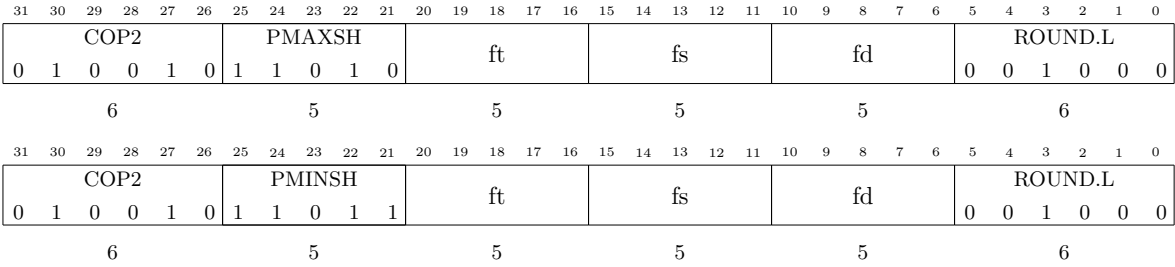 31 30 29 28 27 26 25 24 23 22 21 20 19 18 17 16 15 14 13 12 11 10 9 8 7 6 5 4 3 2 1 0
COP2 PMAXSH ft fs fd ROUND.L
0 1 0 0 1 0 1 1 0 1 0 0 0 1 0 0 0
6 5 5 5 5 6
31 30 29 28 27 26 25 24 23 22 21 20 19 18 17 16 15 14 13 12 11 10 9 8 7 6 5 4 3 2 1 0
COP2 PMINSH ft fs fd ROUND.L
0 1 0 0 1 0 1 1 0 1 1 0 0 1 0 0 0
6 5 5 5 5 6